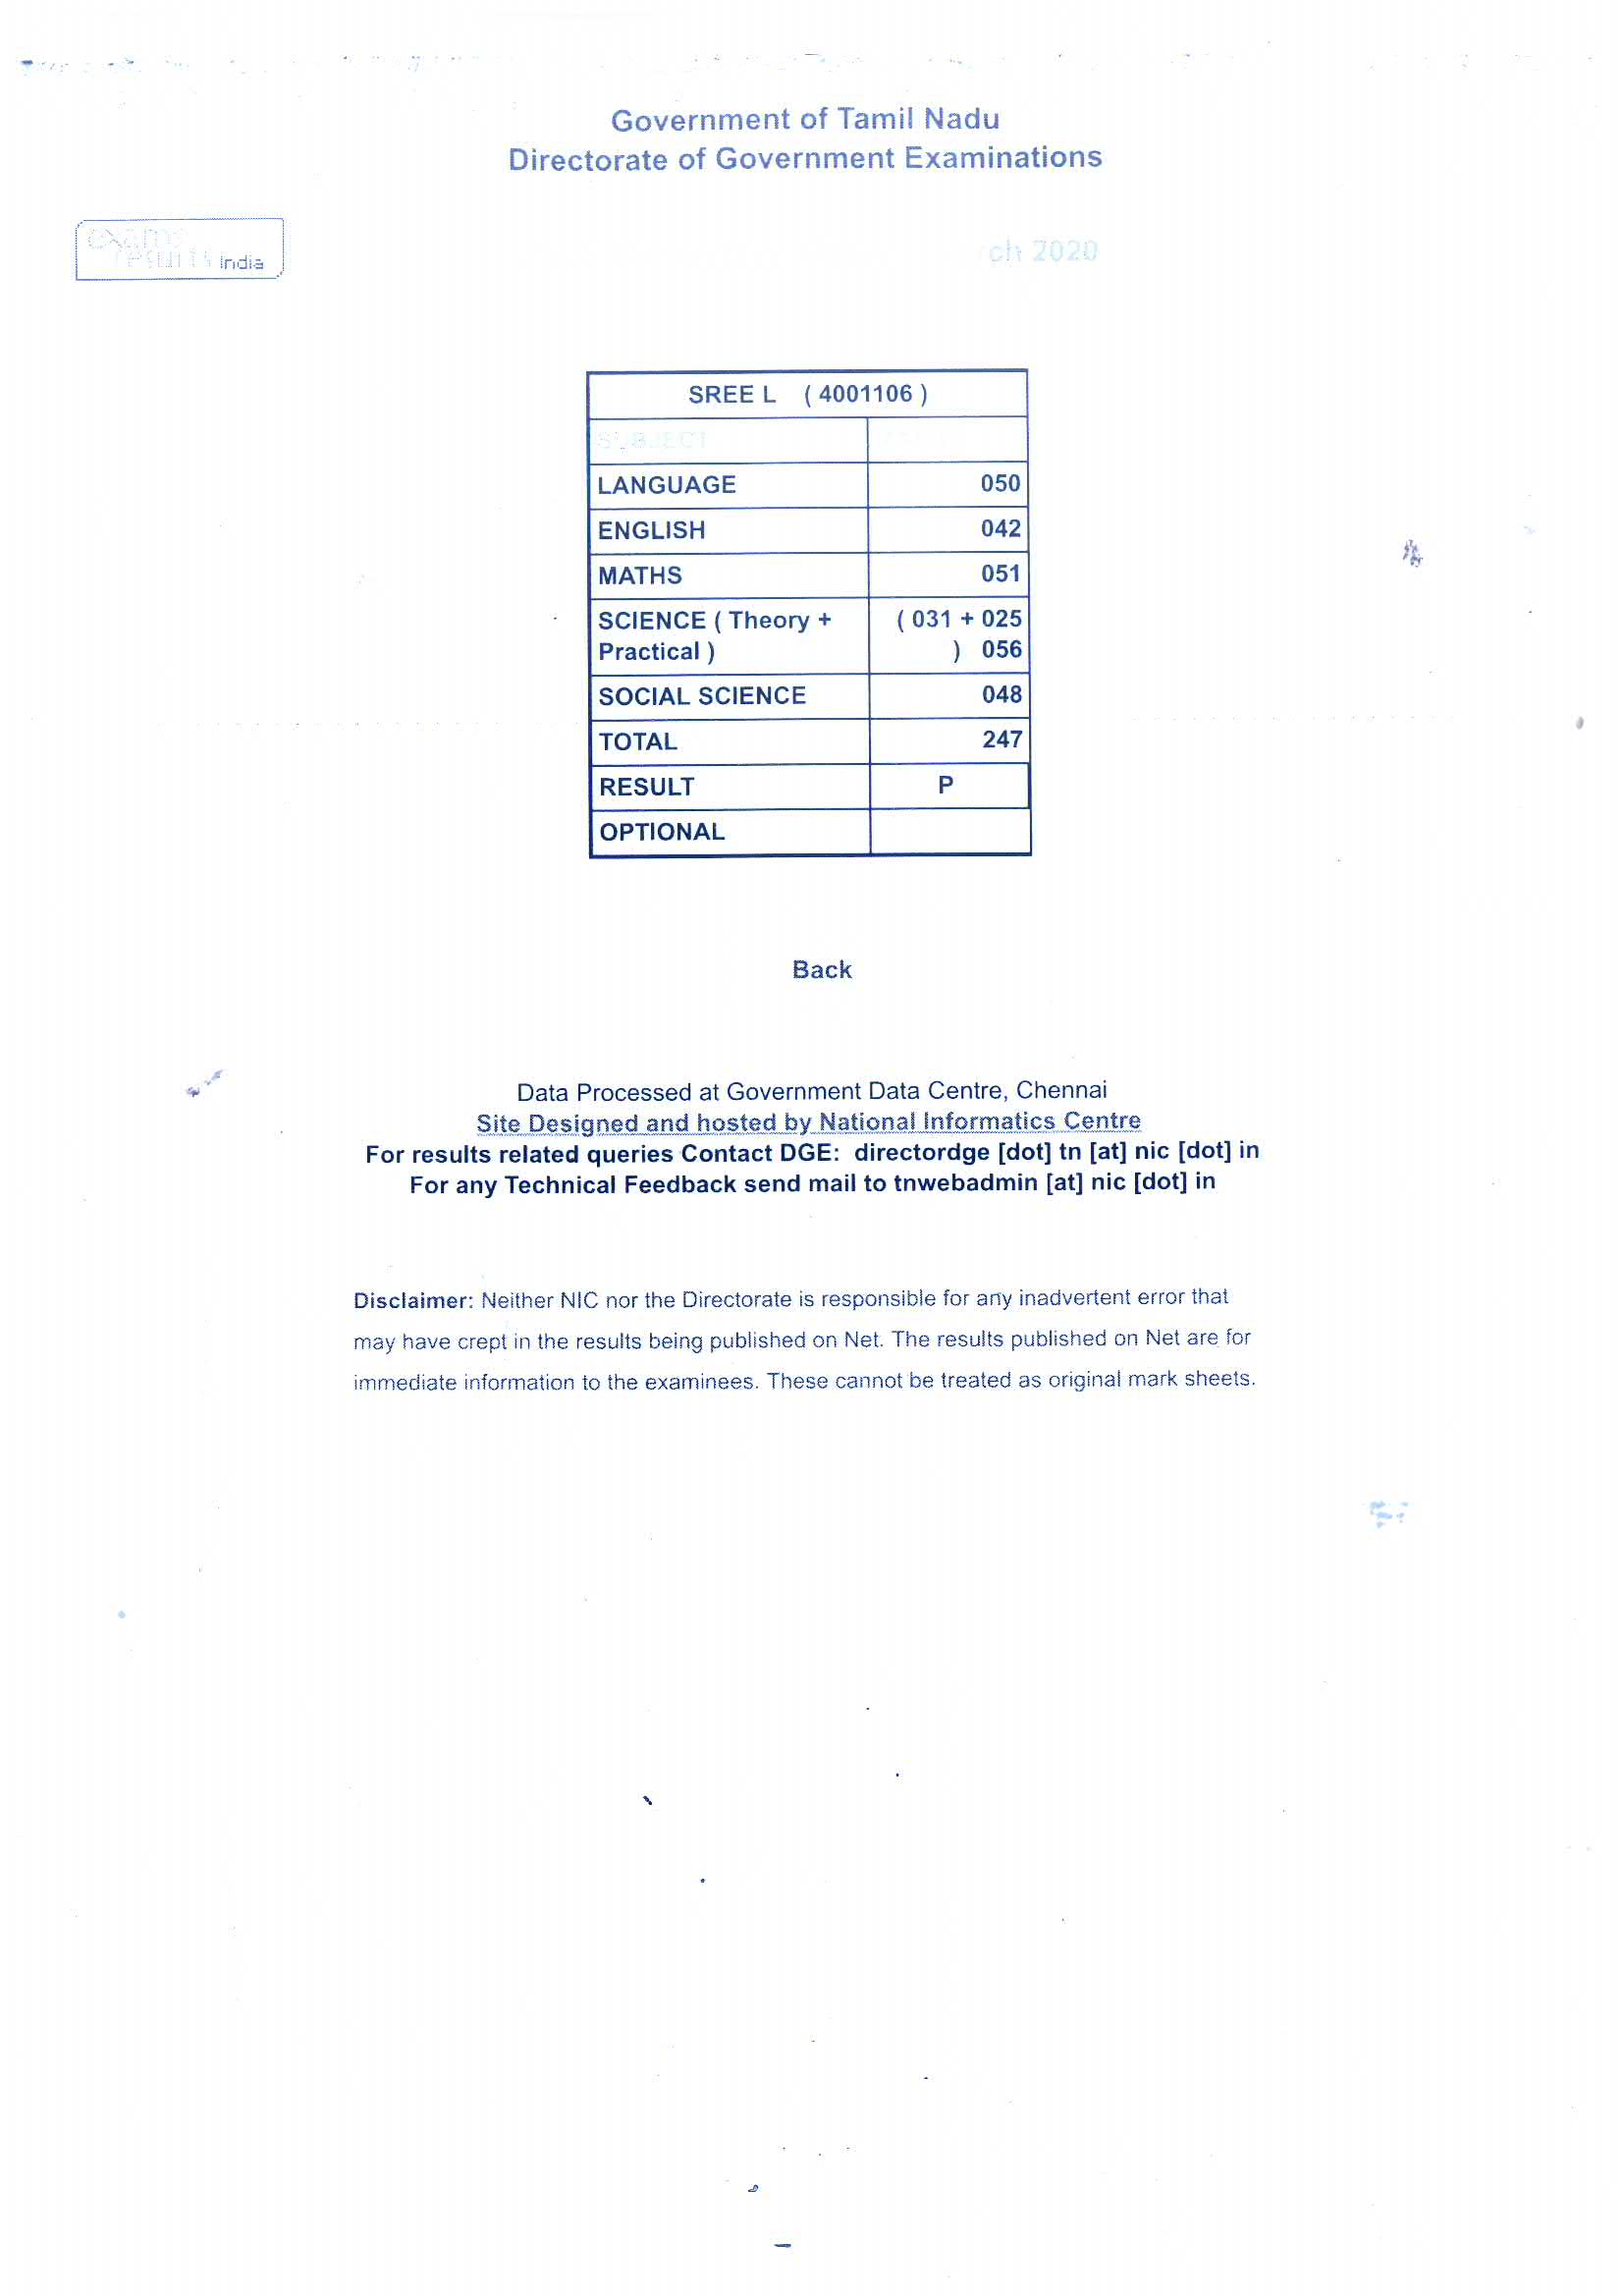 Government of Tamil Nadu
Directorate of Government Examinations
exams
results India
2020
SREE L ( 4001106 )
SUBJECT
LANGUAGE 050
ENGLISH 042
MATHS 051
SCIENCE ( Theory + ( 031 + 025
Practical ) ) 056
SOCIAL SCIENCE 048
TOTAL 247
RESULT P
OPTIONAL
Back
Data Processed at Government Data Centre, Chennai
Site Designed and hosted by National Informatics Centre
For results related queries Contact DGE: directordge [dot] tn [at] nic [dot] in
For any Technical Feedback send mail to tnwebadmin [at] nic [dot] in
Disclaimer: Neither NIC nor the Directorate is responsible for any inadvertent error that
may have crept in the results being published on Net. The results published on Net are for
immediate information to the examinees. These cannot be treated as original mark sheets.